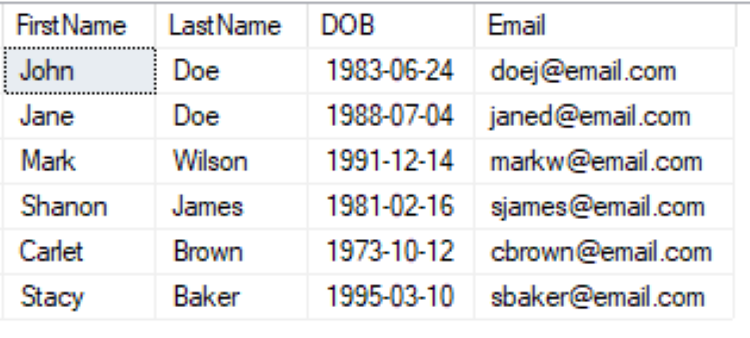 FirstName LastName DOB Email
John Doe 1983-06-24 doej@email.com
Jane Doe 1988-07-04 janed@email.com
Mark Wilson 1991-12-14 markw@email.com
Shanon James 1981-02-16 sjames@email.com
Carlet Brown 1973-10-12 cbrown@email.com
Stacy Baker 1995-03-10 sbaker@email.com